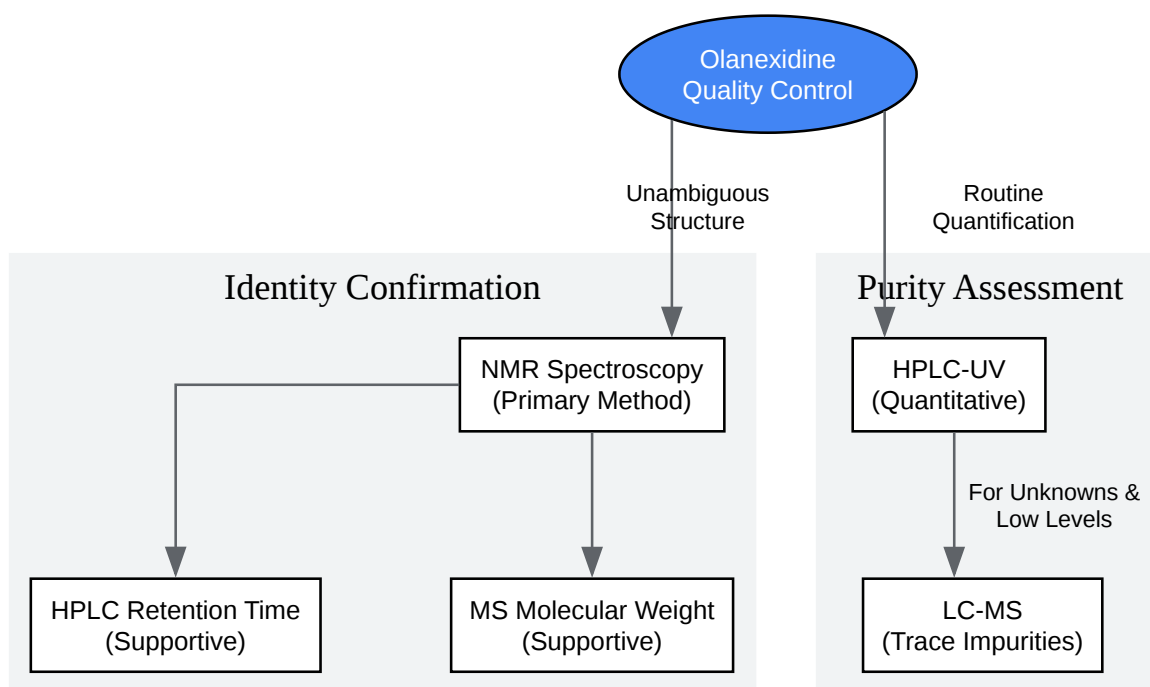 Olanexidine
Quality Control
Unambiguous
Structure
Routine
Quantification
Identity Confirmation
Purity Assessment
NMR Spectroscopy
(Primary Method)
HPLC-UV
(Quantitative)
For Unknowns &
Low Levels
HPLC Retention Time
(Supportive)
MS Molecular Weight
(Supportive)
LC-MS
(Trace Impurities)